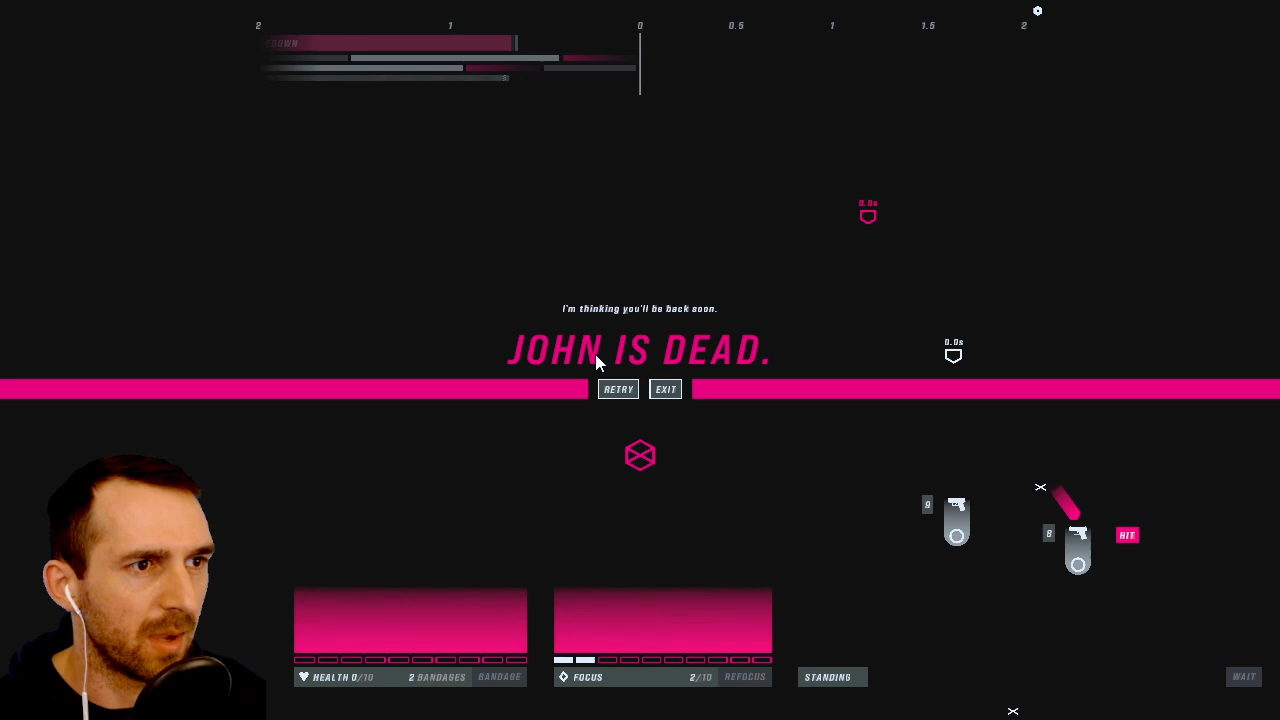 2 1 0 0.5 1 1.5 2
DOWN
0.0s
I'm thinking you'll be back soon.
JOHN IS DEAD.
0.0s
RETRY EXIT
9
8 HIT
HEALTH 0/10 2 BANDAGES BANDAGE
FOCUS 2/10 REFOCUS
STANDING
WAIT